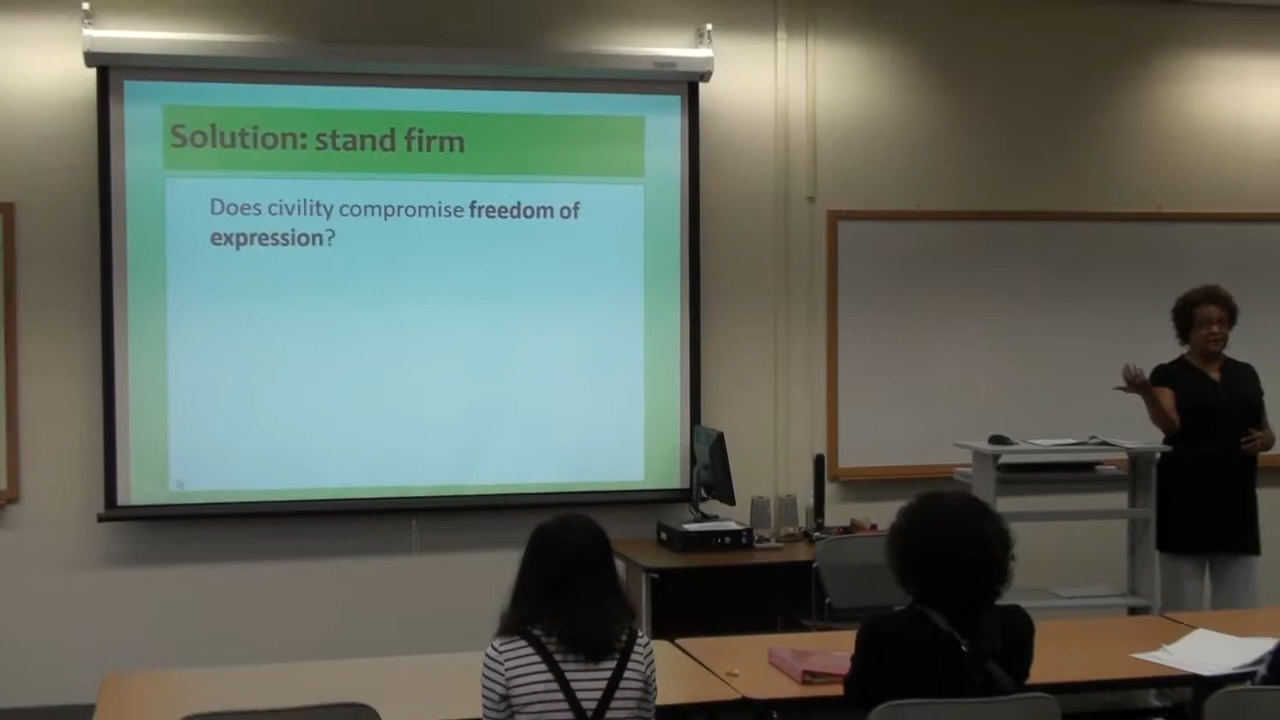 Solution: stand firm
Does civility compromise freedom of
expression?